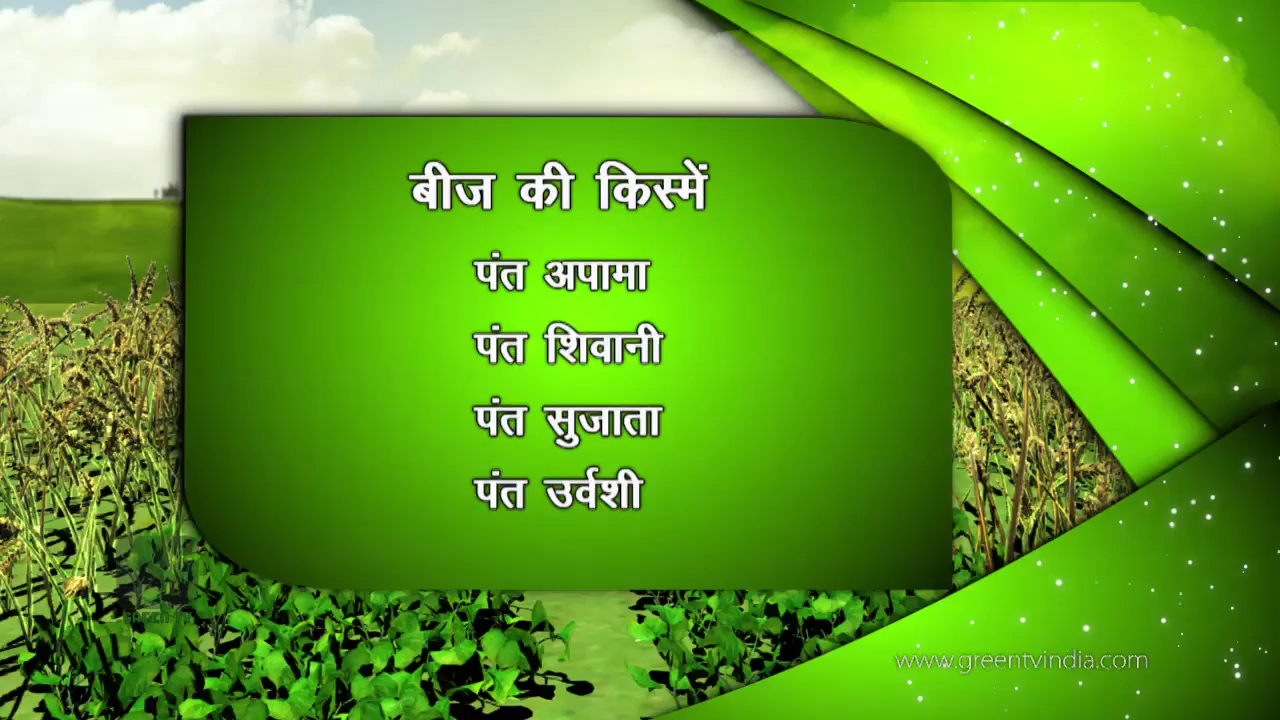 बीज की किस्में
पंत अपामा
पंत शिवानी
पंत सुजाता
पंत उर्वशी
www.greentvindia.com